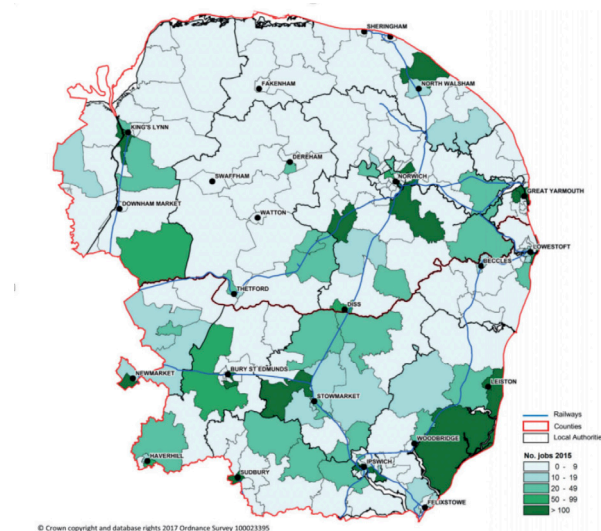 SHERINGHAM
FAKENHAM
NORTH WALSHAM
KING'S LYNN
DEREHAM
SWAFFHAM
NORWICH
GREAT YARMOUTH
DOWNHAM MARKET
WATTON
LOWESTOFT
BECCLES
THETFORD
DISS
NEWMARKET
BURY ST EDMUNDS
LEISTON
STOWMARKET
WOODBRIDGE
HAVERHILL
IPSWICH
SUDBURY
FELIXSTOWE
Railways
Counties
Local Authoritie
No. jobs 2015
0 - 9
10 - 19
20 - 49
50 - 99
> 100
© Crown copyright and database rights 2017 Ordnance Survey 100023395